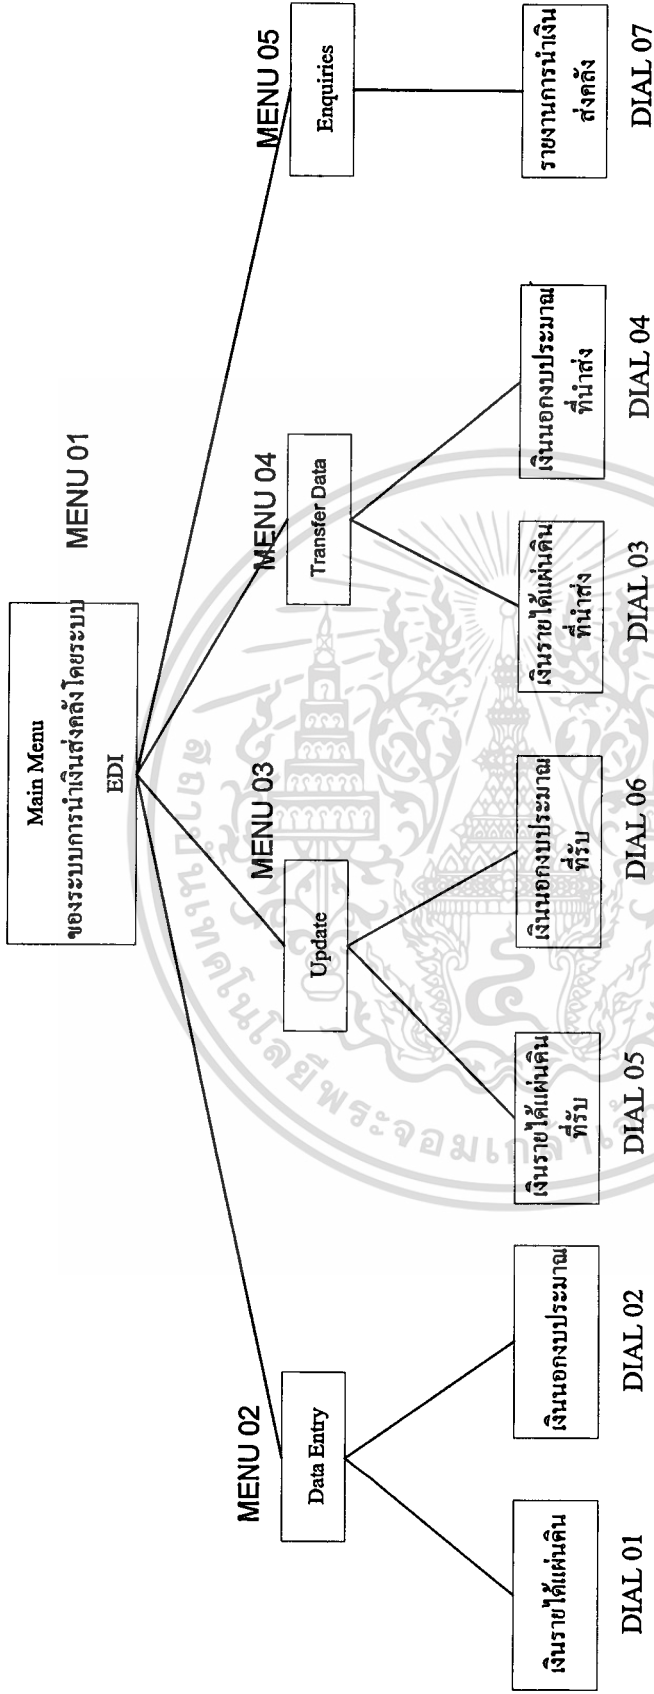 MENU 01
Main Menu
ของระบบการนำเงินส่งคลังโดยระบบ
EDI
MENU 02
Data Entry
MENU 03
Update
MENU 04
Transfer Data
MENU 05
Enquiries
เงินรายได้แผ่นดิน
DIAL 01
เงินนอกงบประมาณ
DIAL 02
เงินรายได้แผ่นดิน
ที่รับ
DIAL 05
เงินนอกงบประมาณ
ที่รับ
DIAL 06
เงินรายได้แผ่นดิน
ที่นำส่ง
DIAL 03
เงินนอกงบประมาณ
ที่นำส่ง
DIAL 04
รายงานการนำเงิน
ส่งคลัง
DIAL 07